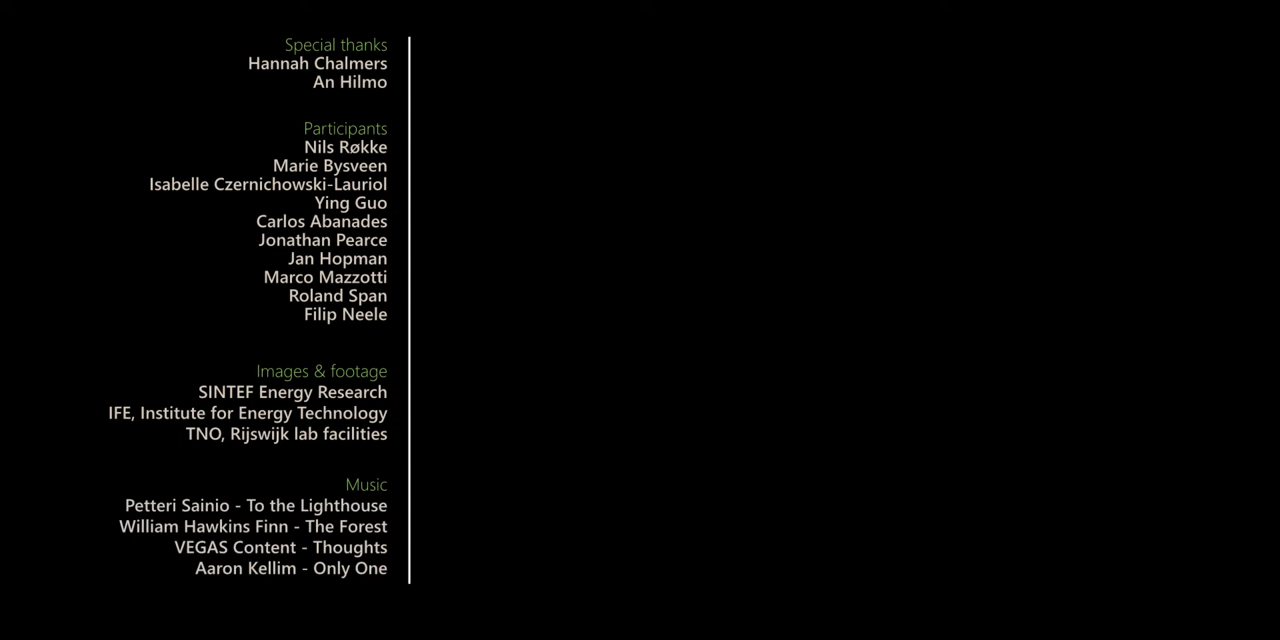 Special thanks
Hannah Chalmers
An Hilmo
Participants
Nils Røkke
Marie Bysveen
Isabelle Czernichowski-Lauriol
Ying Guo
Carlos Abanades
Jonathan Pearce
Jan Hopman
Marco Mazzotti
Roland Span
Filip Neele
Images & footage
SINTEF Energy Research
IFE, Institute for Energy Technology
TNO, Rijswijk lab facilities
Music
Petteri Sainio - To the Lighthouse
William Hawkins Finn - The Forest
VEGAS Content - Thoughts
Aaron Kellim - Only One